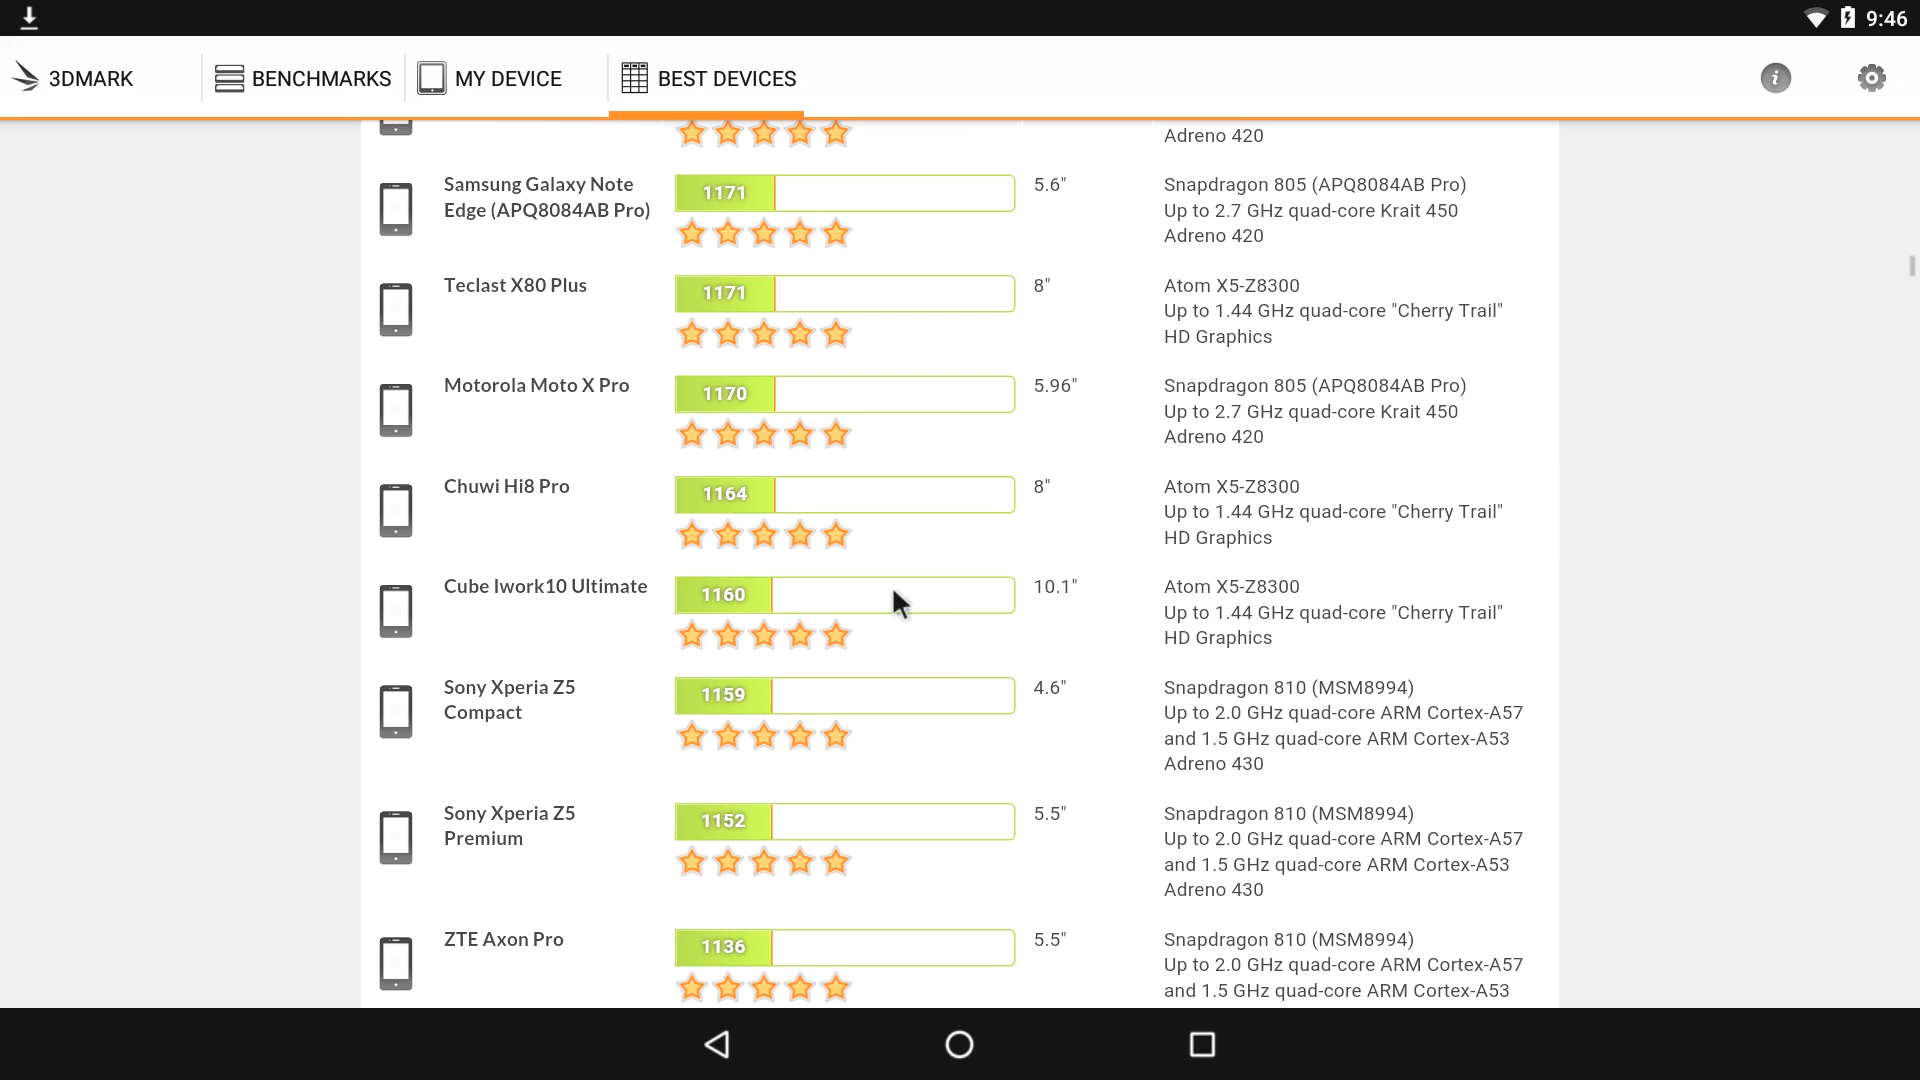 9:46
3DMARK BENCHMARKS MY DEVICE BEST DEVICES
Adreno 420
Samsung Galaxy Note 1171 5.6" Snapdragon 805 (APQ8084AB Pro)
Edge (APQ8084AB Pro) Up to 2.7 GHz quad-core Krait 450
Adreno 420
Teclast X80 Plus 1171 8" Atom X5-Z8300
Up to 1.44 GHz quad-core "Cherry Trail"
HD Graphics
Motorola Moto X Pro 1170 5.96" Snapdragon 805 (APQ8084AB Pro)
Up to 2.7 GHz quad-core Krait 450
Adreno 420
Chuwi Hi8 Pro 1164 8" Atom X5-Z8300
Up to 1.44 GHz quad-core "Cherry Trail"
HD Graphics
Cube Iwork10 Ultimate 1160 10.1" Atom X5-Z8300
Up to 1.44 GHz quad-core "Cherry Trail"
HD Graphics
Sony Xperia Z5 1159 4.6" Snapdragon 810 (MSM8994)
Compact Up to 2.0 GHz quad-core ARM Cortex-A57
and 1.5 GHz quad-core ARM Cortex-A53
Adreno 430
Sony Xperia Z5 1152 5.5" Snapdragon 810 (MSM8994)
Premium Up to 2.0 GHz quad-core ARM Cortex-A57
and 1.5 GHz quad-core ARM Cortex-A53
Adreno 430
ZTE Axon Pro 1136 5.5" Snapdragon 810 (MSM8994)
Up to 2.0 GHz quad-core ARM Cortex-A57
and 1.5 GHz quad-core ARM Cortex-A53